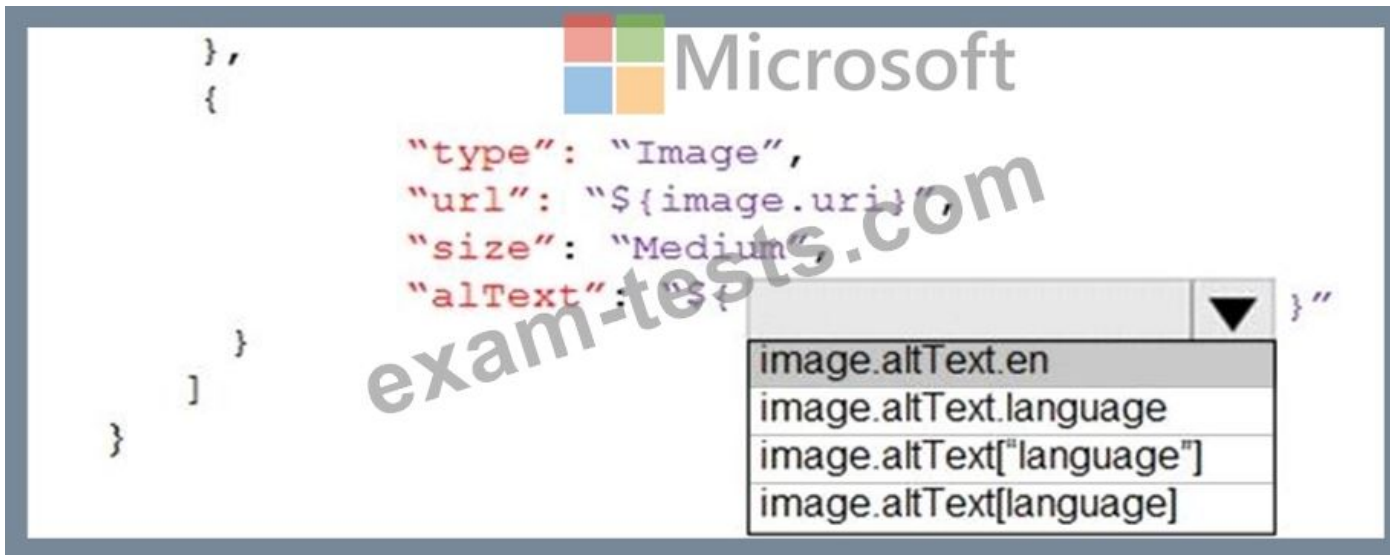 Microsoft
},
{
“type”: “Image”,
“url”: “${image.uri}”,
“size”: “Medium”,
“alText”: “${ }”
image.altText.en
image.altText.language
image.altText[“language”]
image.altText[language]
}
]
}
exam-tests.com